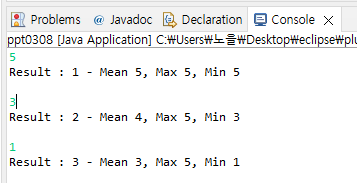 Problems @ Javadoc Declaration Console
ppt0308 [Java Application] C:₩Users₩노을₩Desktop₩eclipse₩plu
5
Result : 1 - Mean 5, Max 5, Min 5
3
Result : 2 - Mean 4, Max 5, Min 3
1
Result : 3 - Mean 3, Max 5, Min 1